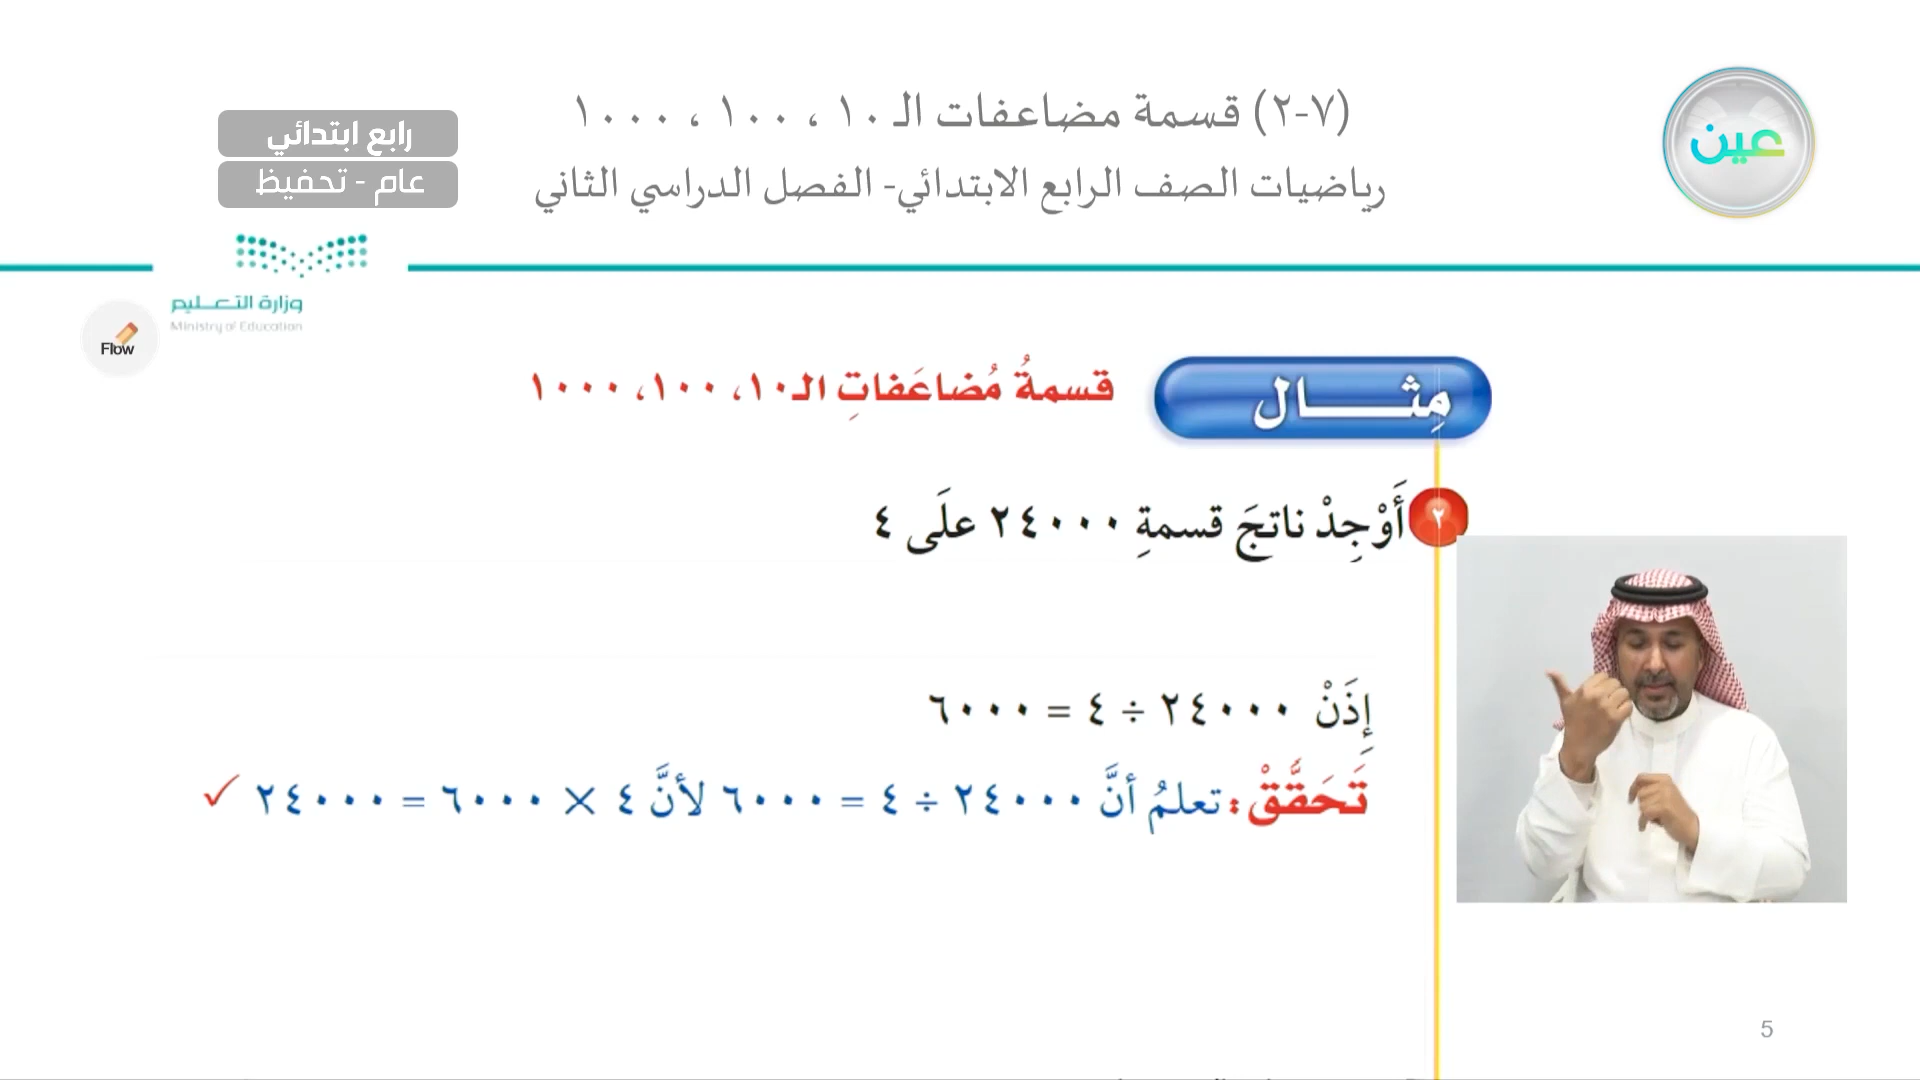 (٧-٢) قسمة مضاعفات الـ ١٠ ، ١٠٠ ، ١٠٠٠
رياضيات الصف الرابع الابتدائي- الفصل الدراسي الثاني
رابع ابتدائي
عام - تحفيظ
عين
وزارة التعليم
Ministry of Education
Flow
مِثال
قسمةُ مُضاعَفاتِ الـ ١٠، ١٠٠، ١٠٠٠
٢ أَوْجِدْ ناتجَ قسمةِ ٢٤٠٠٠ علَى ٤
إِذَنْ ٢٤٠٠٠ ÷ ٤ = ٦٠٠٠
تَحَقَّقْ: تعلمُ أنَّ ٢٤٠٠٠ ÷ ٤ = ٦٠٠٠ لأنَّ ٤ × ٦٠٠٠ = ٢٤٠٠٠ ✓
5